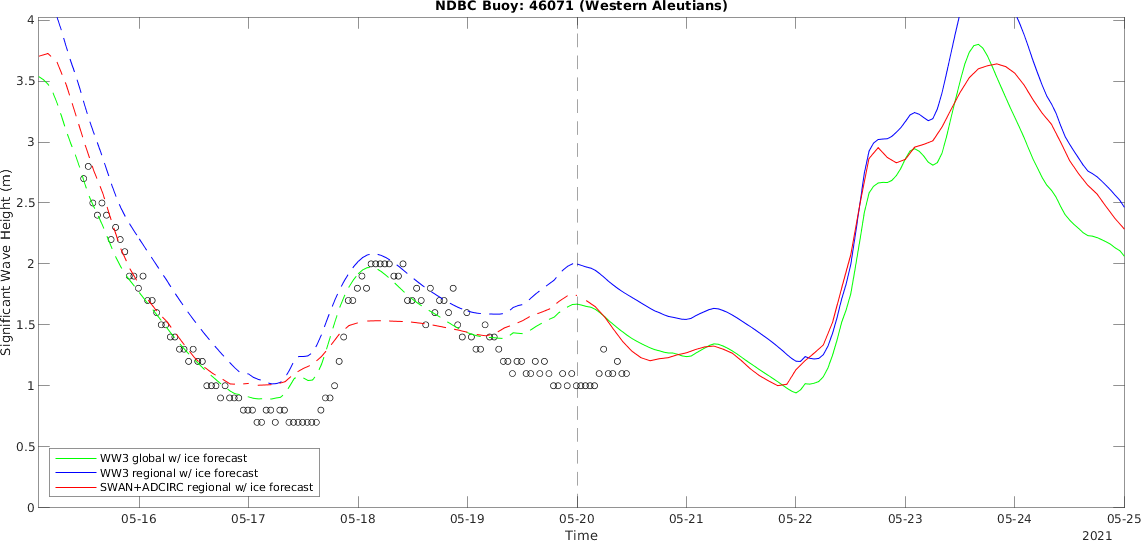 NDBC Buoy: 46071 (Western Aleutians)
Significant Wave Height (m)
4
3.5
3
2.5
2
1.5
1
0.5
0
WW3 global w/ ice forecast
WW3 regional w/ ice forecast
SWAN+ADCIRC regional w/ ice forecast
05-16 05-17 05-18 05-19 05-20 05-21 05-22 05-23 05-24 05-25
Time
2021